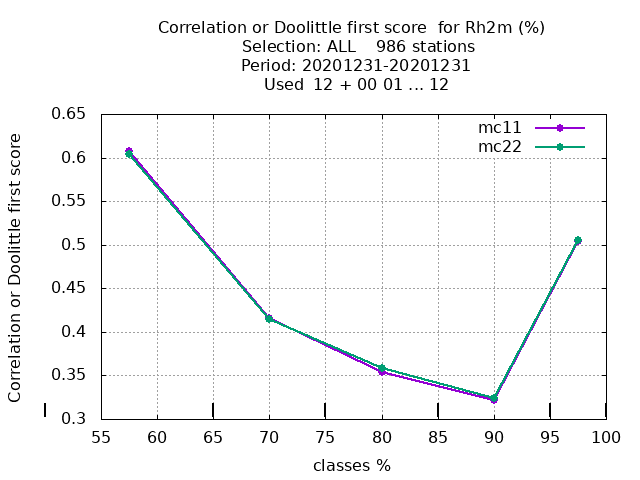 Correlation or Doolittle first score  for Rh2m (%)
Selection: ALL    986 stations
Period: 20201231-20201231
Used  12 + 00 01 ... 12
mc11
mc22
Correlation or Doolittle first score
0.65
0.6
0.55
0.5
0.45
0.4
0.35
0.3
55 60 65 70 75 80 85 90 95 100
classes %